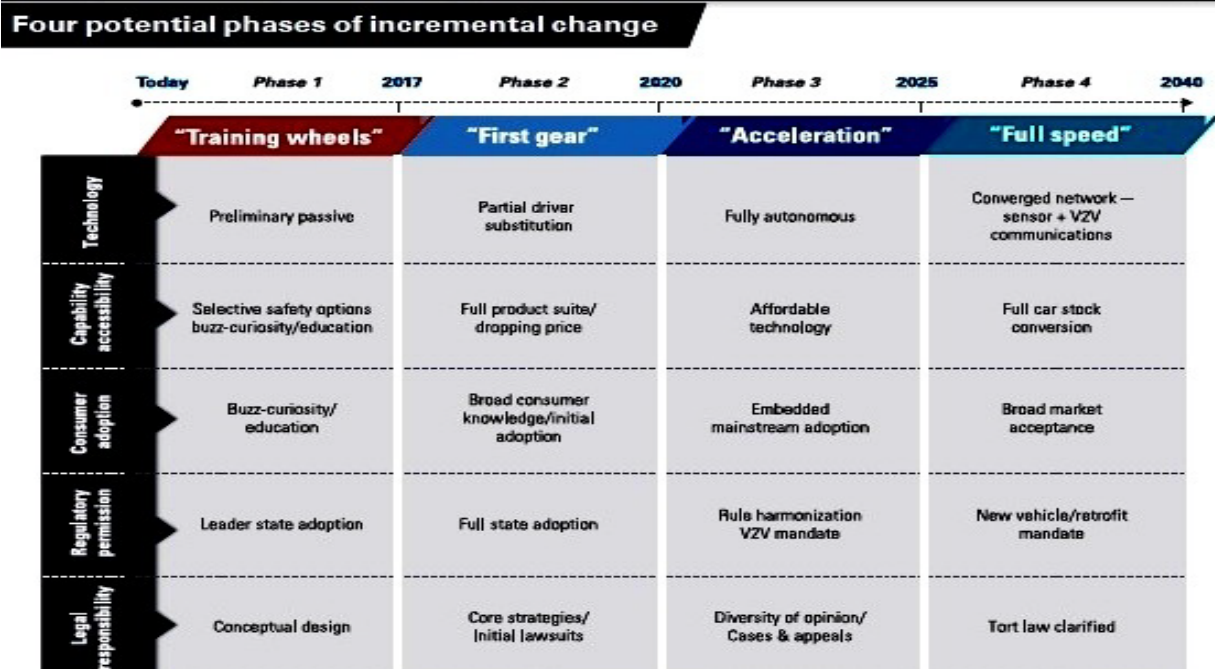 Four potential phases of incremental change
Today Phase 1 2017 Phase 2 2020 Phase 3 2025 Phase 4 2040
"Training wheels" "First gear" "Acceleration" "Full speed"
Technology
Preliminary passive
Partial driver
substitution
Fully autonomous
Converged network —
sensor + V2V
communications
Capability
accessibility
Selective safety options
buzz-curiosity/education
Full product suite/
dropping price
Affordable
technology
Full car stock
conversion
Consumer
adoption
Buzz-curiosity/
education
Broad consumer
knowledge/initial
adoption
Embedded
mainstream adoption
Broad market
acceptance
Regulatory
permission
Leader state adoption
Full state adoption
Rule harmonization
V2V mandate
New vehicle/retrofit
mandate
Legal
responsibility
Conceptual design
Core strategies/
Initial lawsuits
Diversity of opinion/
Cases & appeals
Tort law clarified